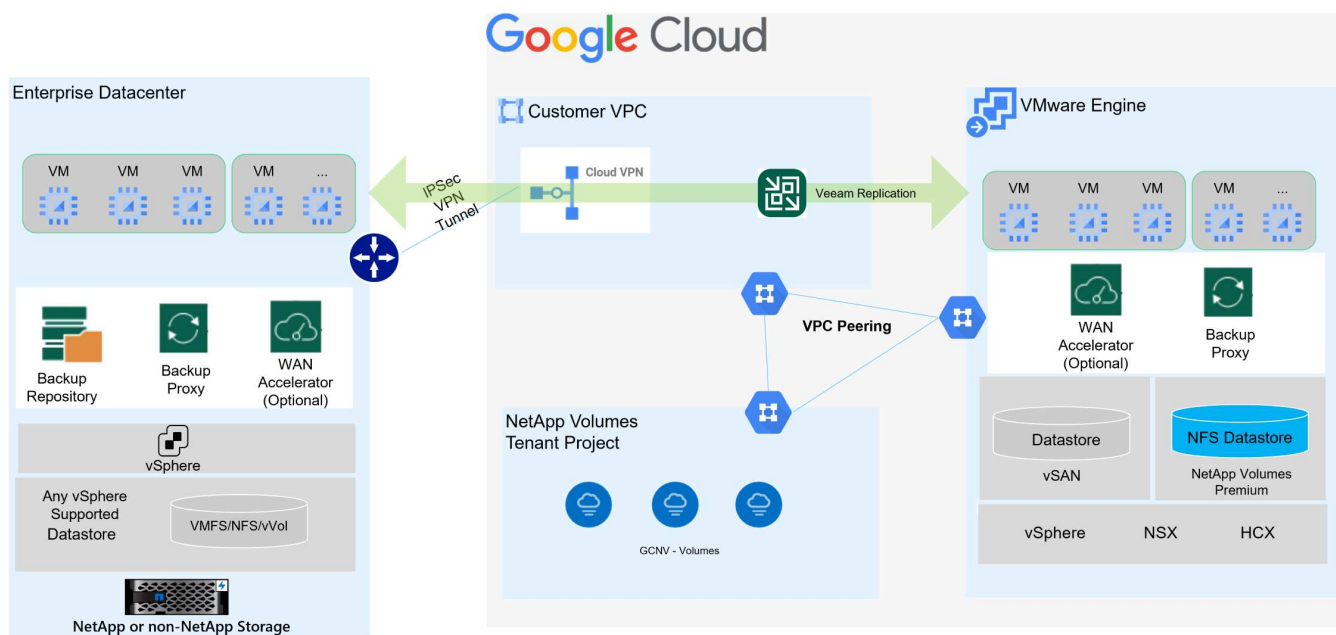 Google Cloud
Enterprise Datacenter
VM
VM
VM
VM
...
IPSec
VPN
Tunnel
Backup
Repository
Backup
Proxy
WAN
Accelerator
(Optional)
vSphere
Any vSphere
Supported
Datastore
VMFS/NFS/vVol
NetApp or non-NetApp Storage
Customer VPC
Cloud VPN
Veeam Replication
VPC Peering
NetApp Volumes
Tenant Project
GCNV - Volumes
VMware Engine
VM
VM
VM
VM
...
WAN
Accelerator
(Optional)
Backup
Proxy
Datastore
vSAN
NFS Datastore
NetApp Volumes
Premium
vSphere
NSX
HCX